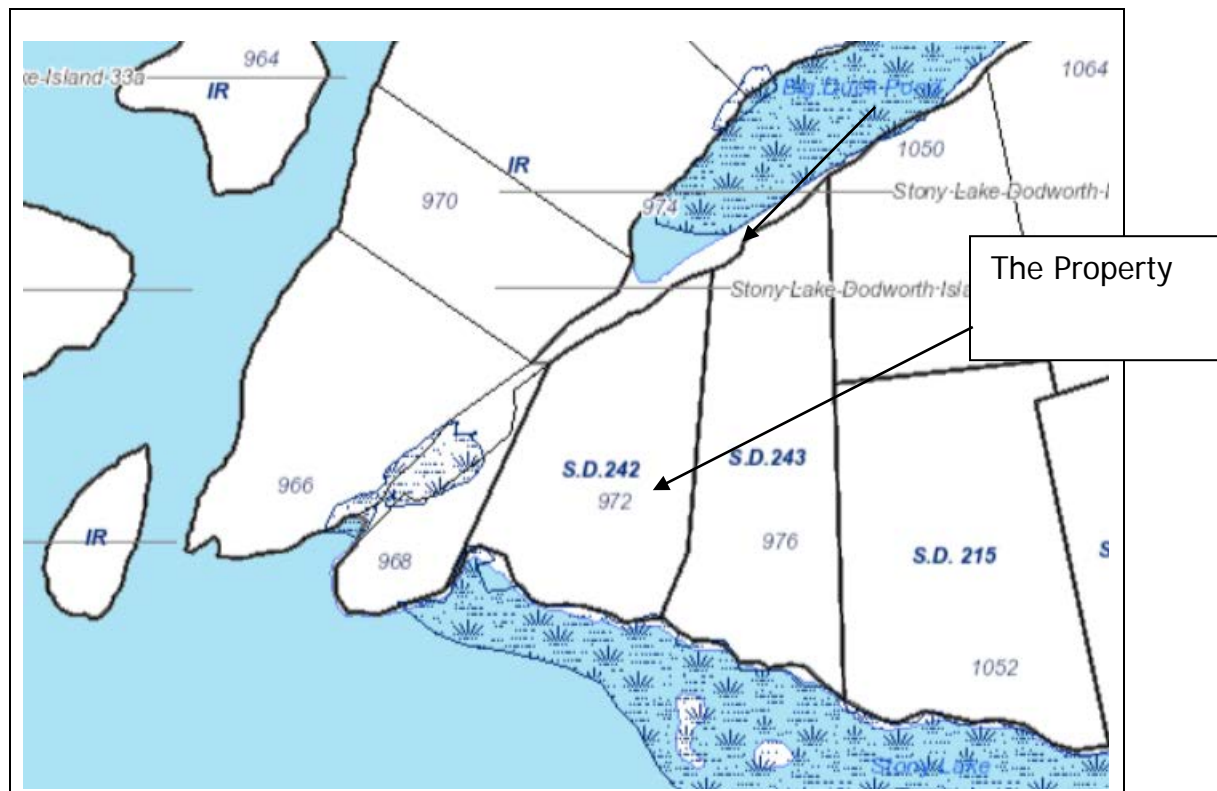 964
ke-Island 33a
IR
1064
Big Duck Pond
1050
IR
970
974
Stony-Lake-Dodworth-I
The Property
Stony-Lake-Dodworth-Isla
S.D.242
972
S.D.243
966
976
IR
968
S.D. 215
S
1052
Stony Lake